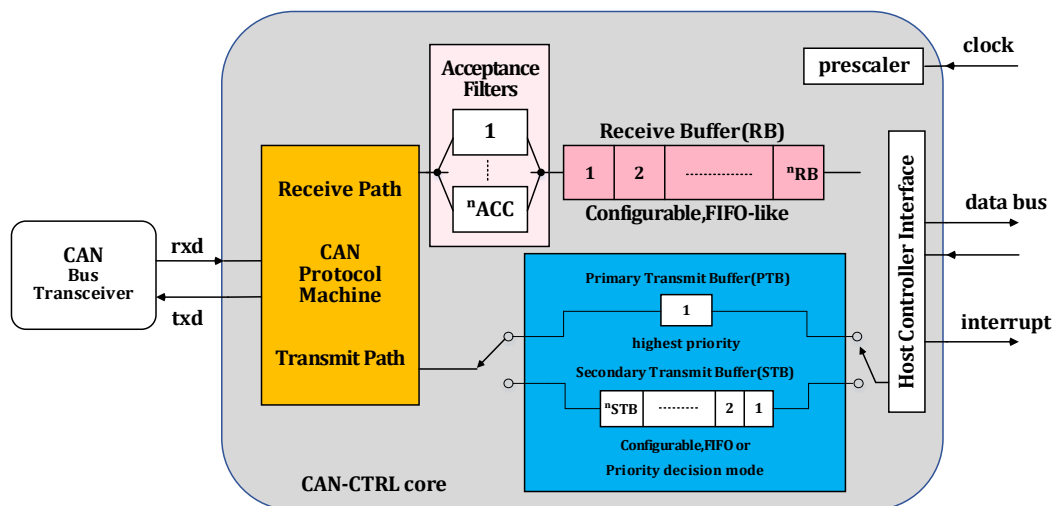 clock
prescaler
Acceptance
Filters
1
nACC
Receive Buffer(RB)
1 2 nRB
Configurable,FIFO-like
Receive Path
CAN
Protocol
Machine
Transmit Path
CAN
Bus
Transceiver
rxd
txd
Primary Transmit Buffer(PTB)
1
highest priority
Secondary Transmit Buffer(STB)
nSTB 2 1
Configurable,FIFO or
Priority decision mode
Host Controller Interface
data bus
interrupt
CAN-CTRL core